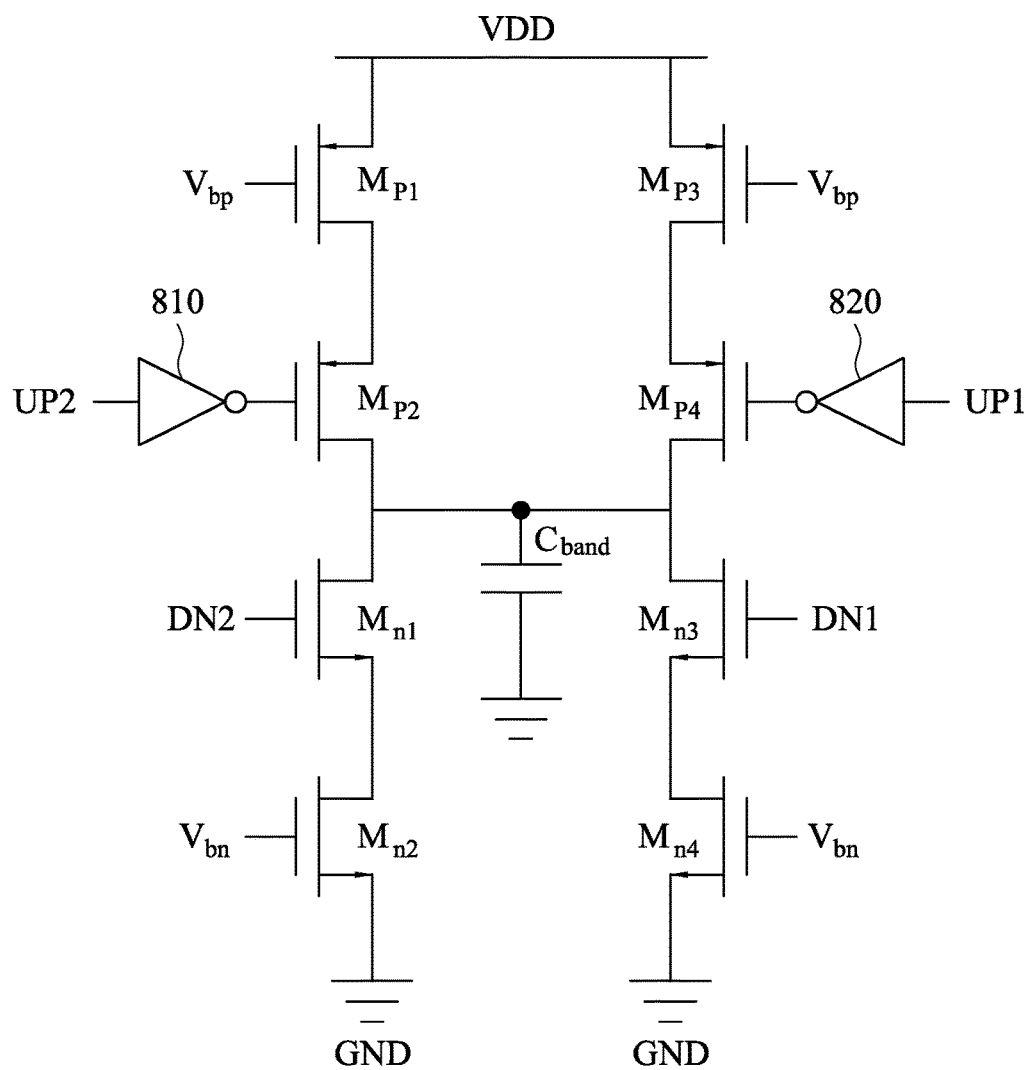 VDD
V_bp M_P1 M_P3 V_bp
810 820
UP2 M_P2 M_P4 UP1
C_band
DN2 M_n1 M_n3 DN1
V_bn M_n2 M_n4 V_bn
GND GND